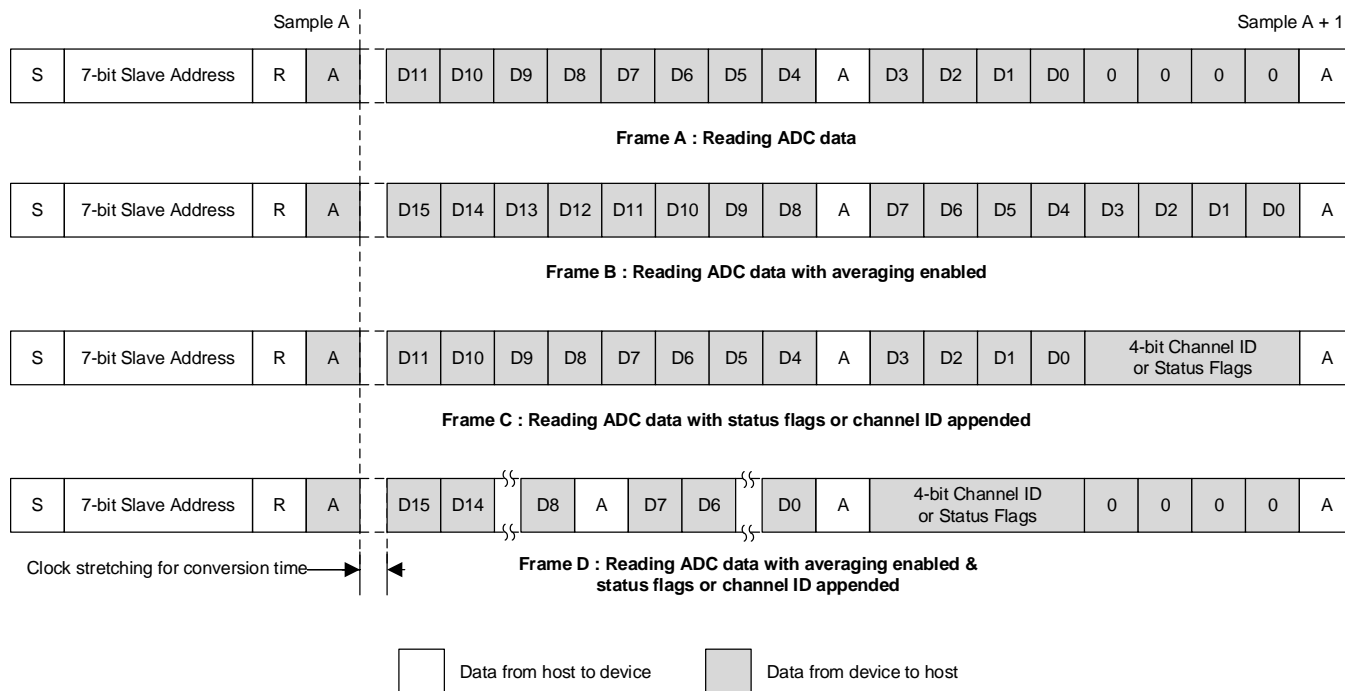 Sample A
Sample A + 1
S 7-bit Slave Address R A D11 D10 D9 D8 D7 D6 D5 D4 A D3 D2 D1 D0 0 0 0 0 A
Frame A : Reading ADC data
S 7-bit Slave Address R A D15 D14 D13 D12 D11 D10 D9 D8 A D7 D6 D5 D4 D3 D2 D1 D0 A
Frame B : Reading ADC data with averaging enabled
S 7-bit Slave Address R A D11 D10 D9 D8 D7 D6 D5 D4 A D3 D2 D1 D0 4-bit Channel ID
or Status Flags A
Frame C : Reading ADC data with status flags or channel ID appended
S 7-bit Slave Address R A D15 D14 D8 A D7 D6 D0 A 4-bit Channel ID
or Status Flags 0 0 0 0 A
Clock stretching for conversion time
Frame D : Reading ADC data with averaging enabled &
status flags or channel ID appended
Data from host to device
Data from device to host